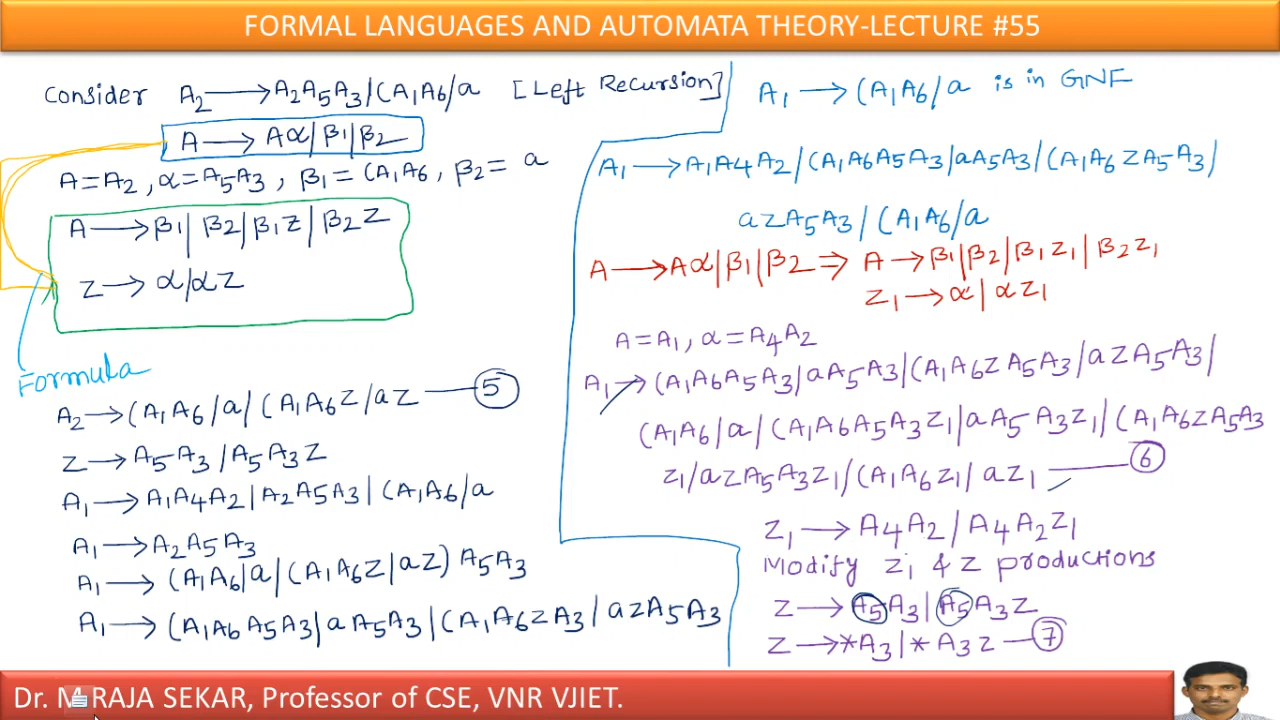 FORMAL LANGUAGES AND AUTOMATA THEORY-LECTURE #55
Consider A2 → A2A5A3/(A1A6/a [Left Recursion]
A → Aα/β1/β2
A=A2, α=A5A3, β1=(A1A6, β2= a
A → β1/β2/β1Z/β2Z
Z → α/αZ
Formula
A2 → (A1A6/a/(A1A6Z/aZ — 5
Z → A5A3/A5A3Z
A1 → A1A4A2/A2A5A3/(A1A6/a
A1 → A2A5A3
A1 → (A1A6/a/(A1A6Z/aZ) A5A3
A1 → (A1A6A5A3/aA5A3/(A1A6ZA3/aZA5A3
A1 → (A1A6/a is in GNF
A1 → A1A4A2/(A1A6A5A3/aA5A3/(A1A6ZA5A3/
aZA5A3/(A1A6/a
A → Aα/β1/β2 ⇒ A → β1/β2/β1Z1/β2Z1
Z1 → α/αZ1
A=A1, α=A4A2
A1 → (A1A6A5A3/aA5A3/(A1A6ZA5A3/aZA5A3/
(A1A6/a/(A1A6A5A3Z1/aA5A3Z1/(A1A6ZA5A3
Z1/aZA5A3Z1/(A1A6Z1/aZ1 — 6
Z1 → A4A2/A4A2Z1
Modify Z1 & Z productions
Z → A5A3/A5A3Z
Z → *A3/*A3Z — 7
Dr. M RAJA SEKAR, Professor of CSE, VNR VJIET.